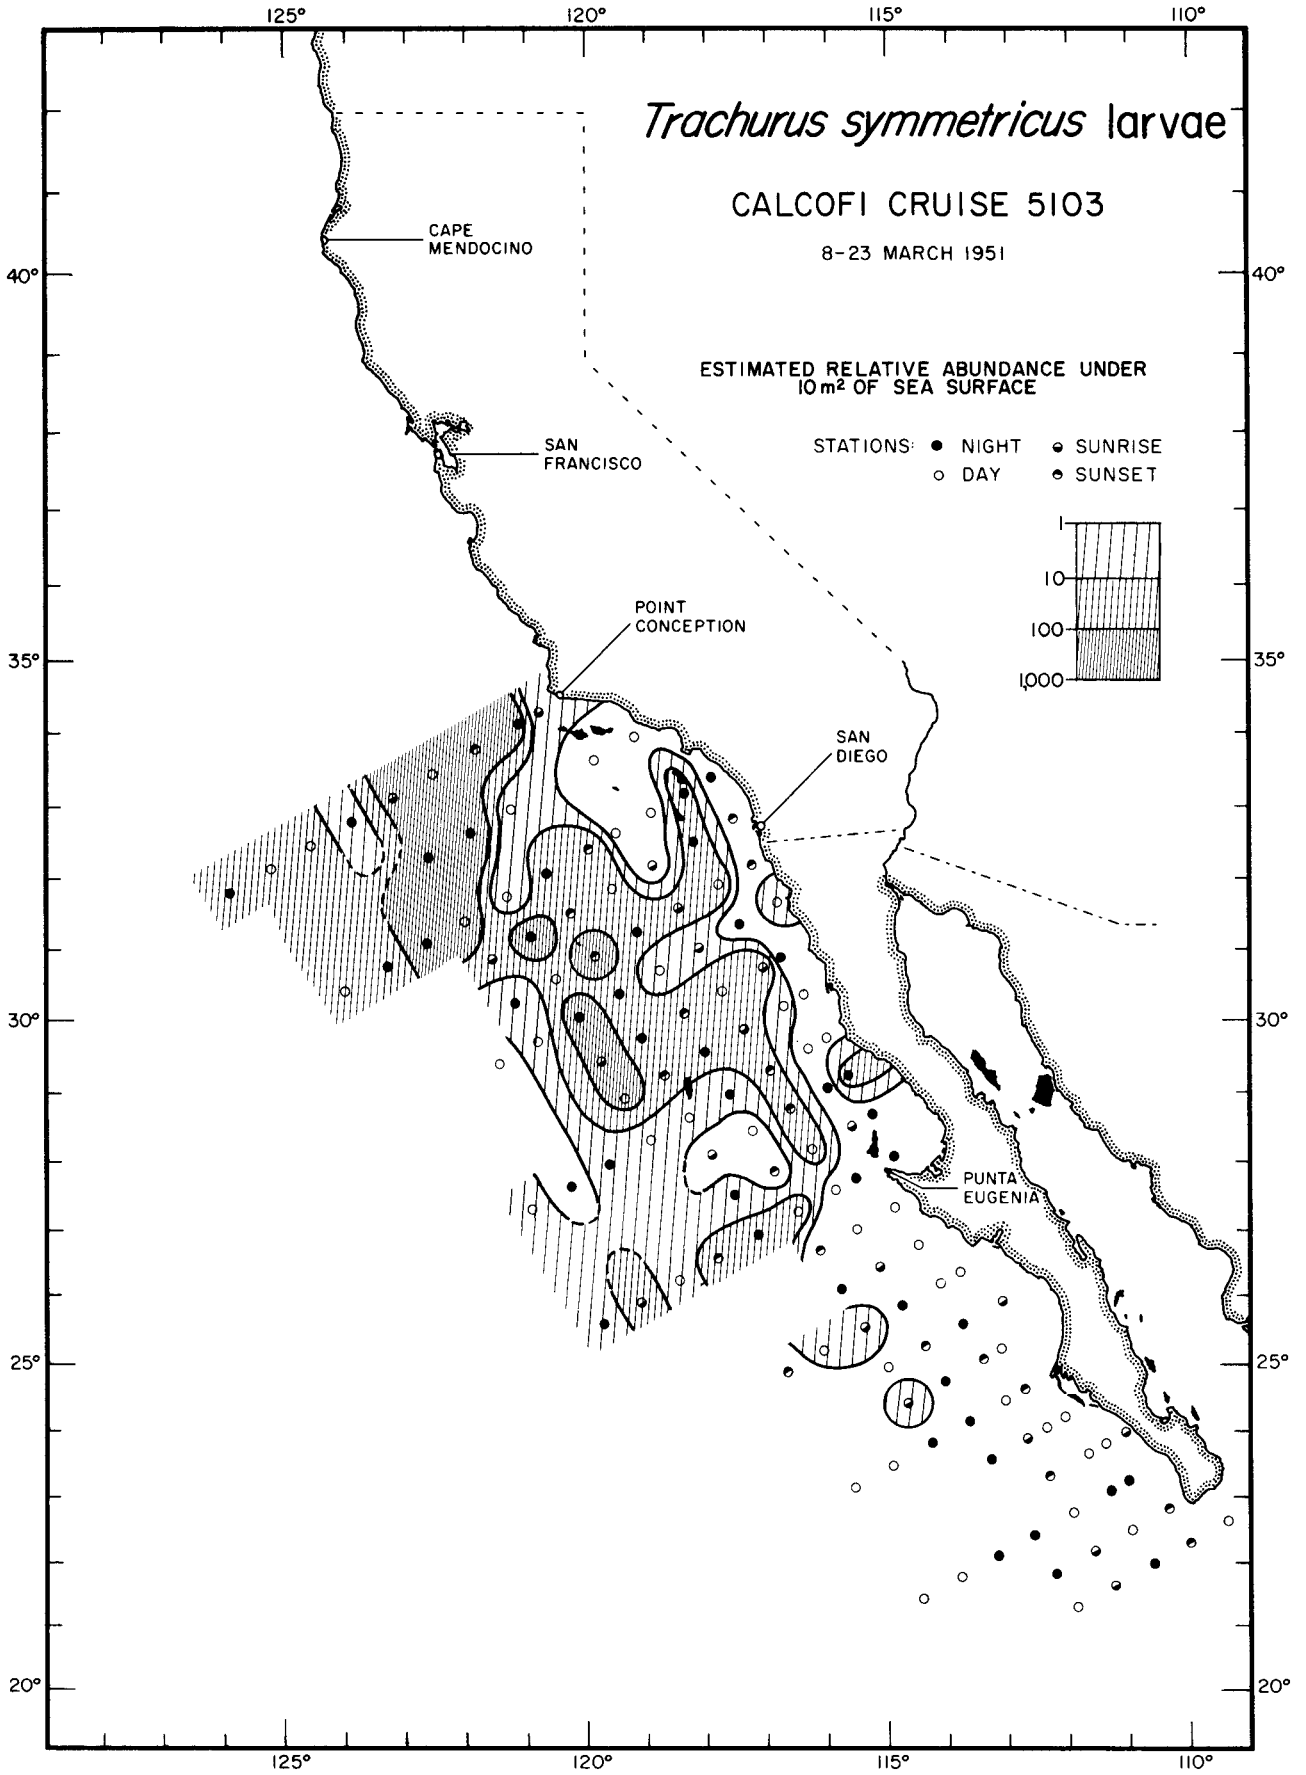 125° 120° 115° 110°
Trachurus symmetricus larvae
CALCOFI CRUISE 5103
8-23 MARCH 1951
CAPE
MENDOCINO
40° 40°
ESTIMATED RELATIVE ABUNDANCE UNDER
10 m² OF SEA SURFACE
STATIONS: ● NIGHT ◒ SUNRISE
○ DAY ◓ SUNSET
SAN
FRANCISCO
1
10
100
1,000
POINT
CONCEPTION
35° 35°
SAN
DIEGO
30° 30°
PUNTA
EUGENIA
25° 25°
20° 20°
125° 120° 115° 110°